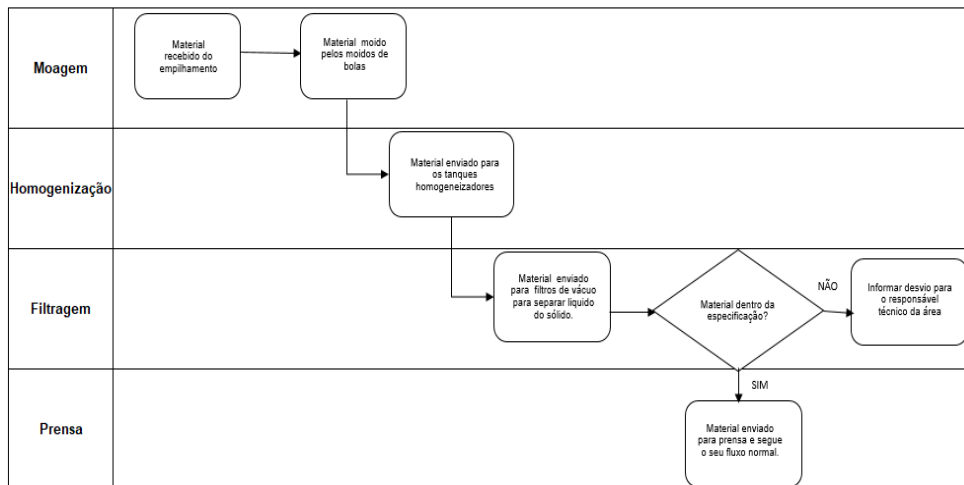 Moagem
Material
recebido do
empilhamento
Material moido
pelos moidos de
bolas
Homogenização
Material enviado para
os tanques
homogeneizadores
Filtragem
Material enviado
para filtros de vácuo
para separar liquido
do sólido.
Material dentro da
especificação?
NÃO
Informar desvio para
o responsável
técnico da área
SIM
Prensa
Material enviado
para prensa e segue
o seu fluxo normal.